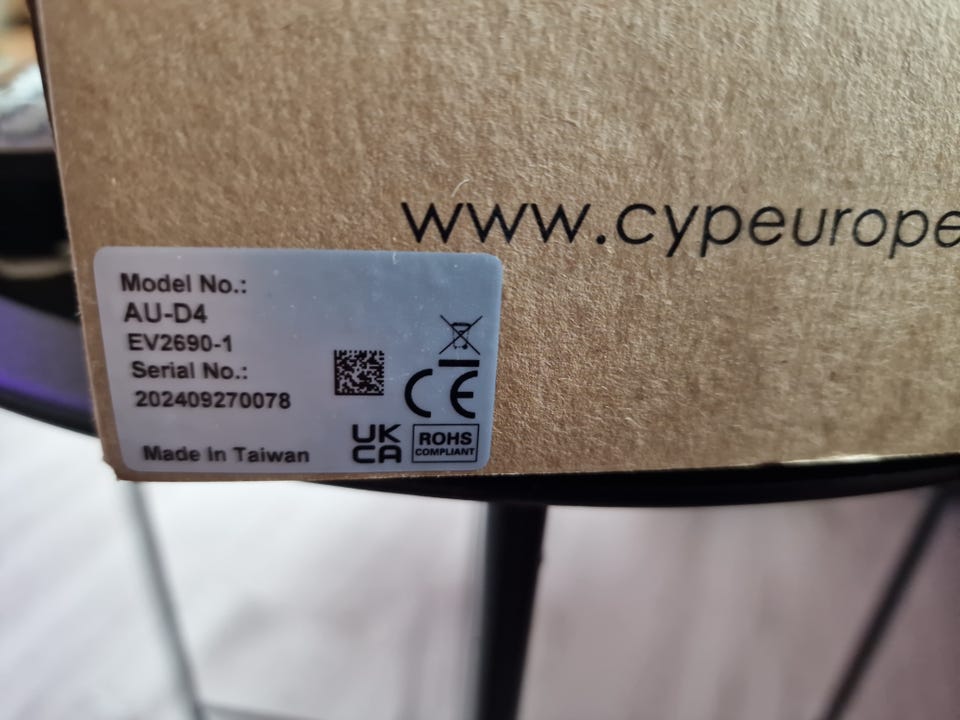 www.cypeurope
Model No.:
AU-D4
EV2690-1
Serial No.:
202409270078
Made In Taiwan
CE
UK
CA
ROHS
COMPLIANT